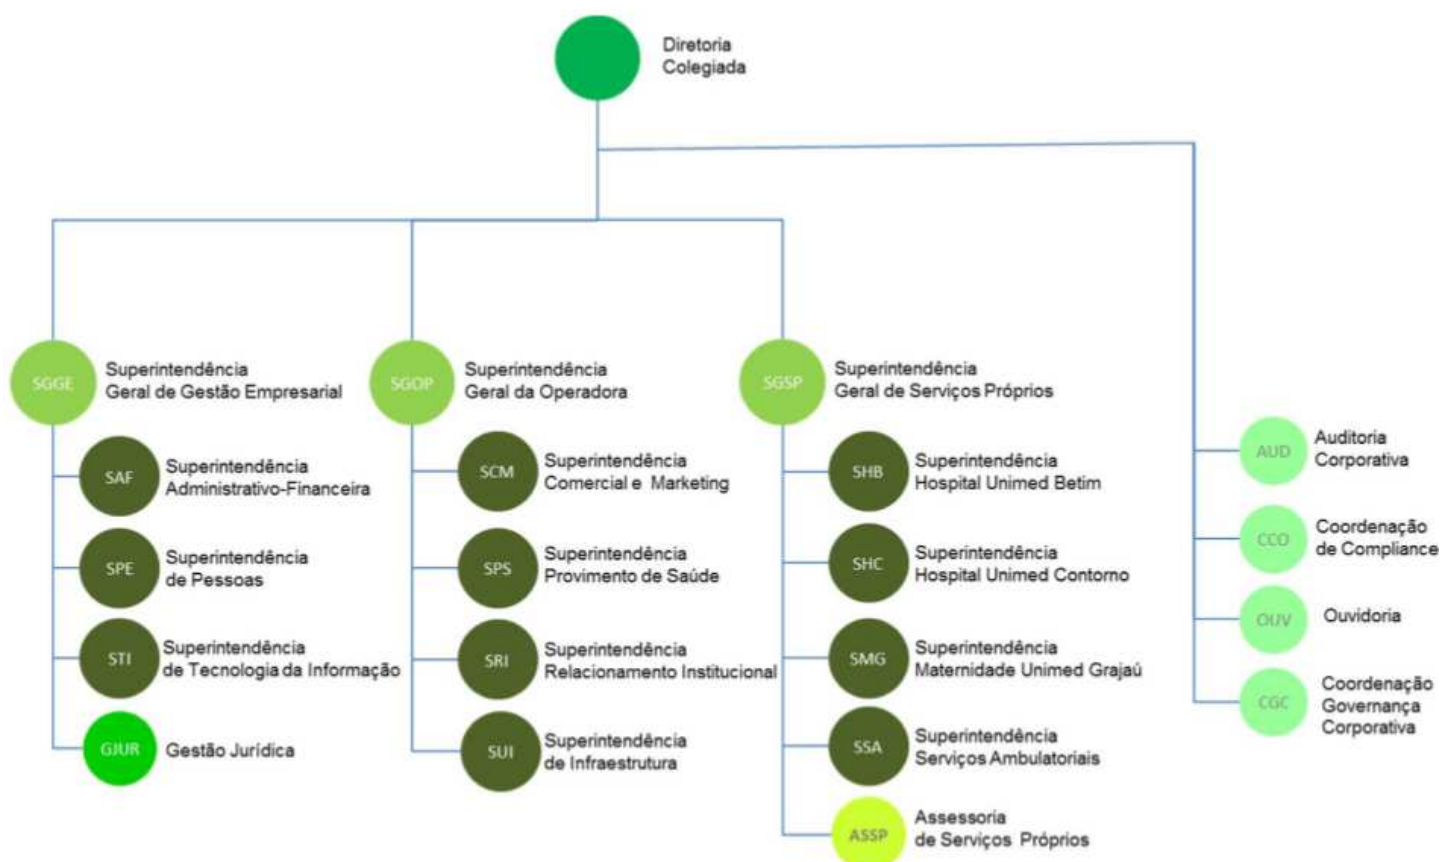 Diretoria
Colegiada
SGGE
Superintendência
Geral de Gestão Empresarial
SAF
Superintendência
Administrativo-Financeira
SPE
Superintendência
de Pessoas
STI
Superintendência
de Tecnologia da Informação
GJUR
Gestão Jurídica
SGOP
Superintendência
Geral da Operadora
SCM
Superintendência
Comercial e Marketing
SPS
Superintendência
Provimento de Saúde
SRI
Superintendência
Relacionamento Institucional
SUI
Superintendência
de Infraestrutura
SGSP
Superintendência
Geral de Serviços Próprios
SHB
Superintendência
Hospital Unimed Betim
SHC
Superintendência
Hospital Unimed Contorno
SMG
Superintendência
Maternidade Unimed Grajaú
SSA
Superintendência
Serviços Ambulatoriais
ASSP
Assessoria
de Serviços Próprios
AUD
Auditoria
Corporativa
CCO
Coordenação
de Compliance
OUV
Ouvidoria
CGC
Coordenação
Governança
Corporativa